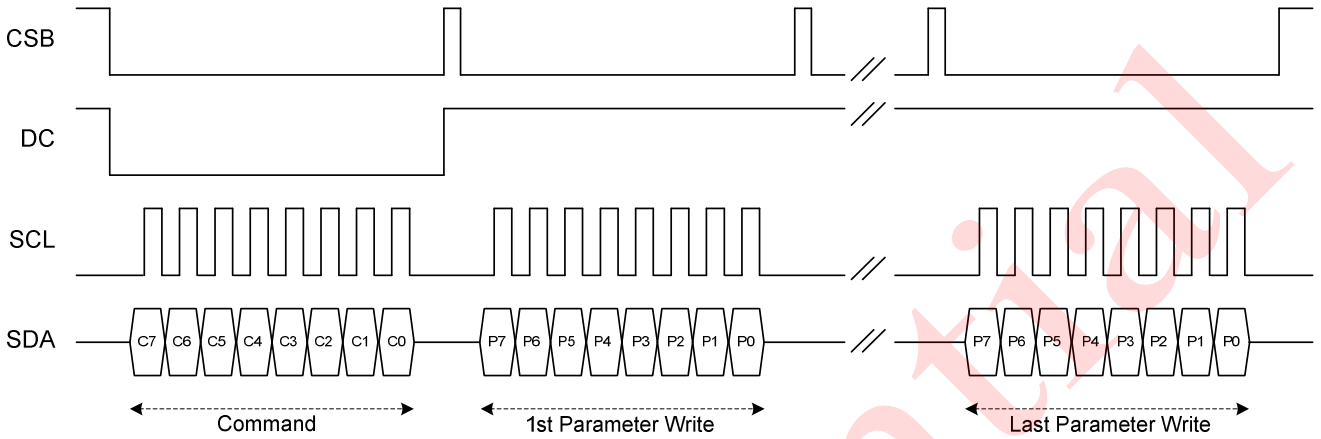 CSB
DC
SCL
SDA
C7 C6 C5 C4 C3 C2 C1 C0 P7 P6 P5 P4 P3 P2 P1 P0 P7 P6 P5 P4 P3 P2 P1 P0
Command 1st Parameter Write Last Parameter Write
tial